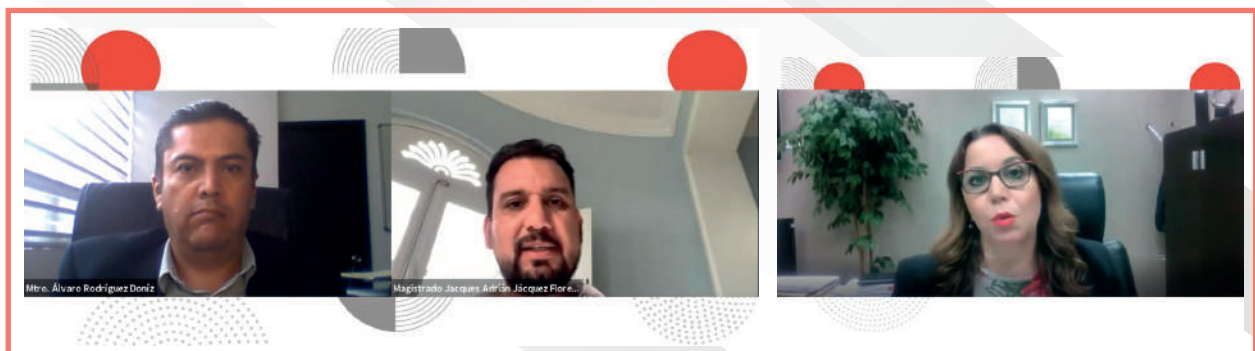 Mtro. Álvaro Rodríguez Doníz
Magistrado Jacques Adrián Jácquez Flore...